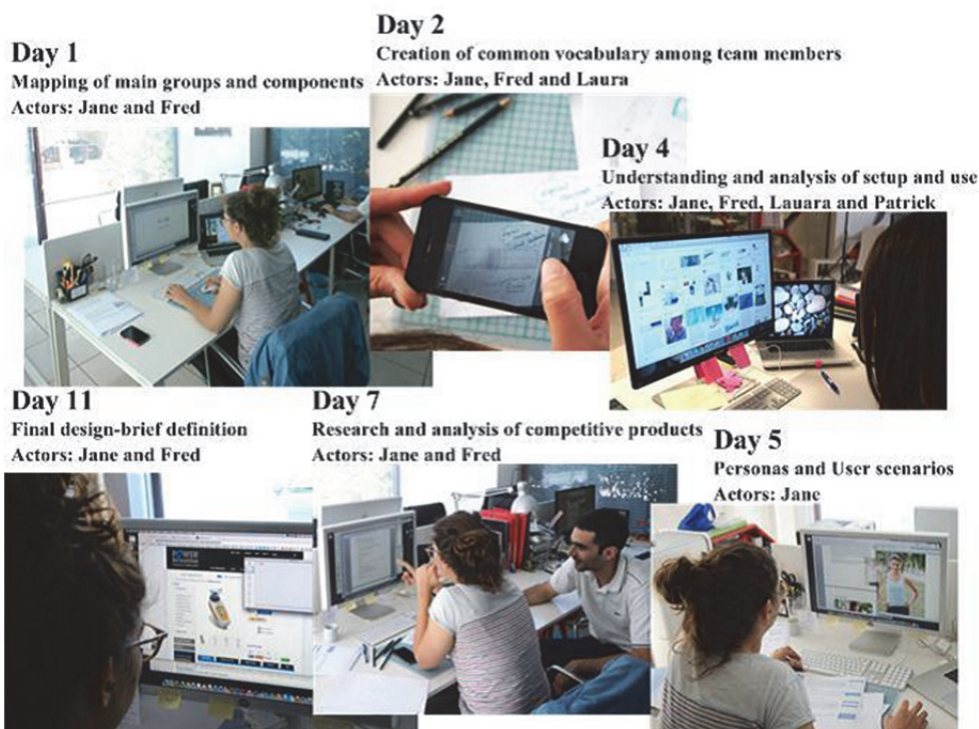 Day 1
Mapping of main groups and components
Actors: Jane and Fred
Day 2
Creation of common vocabulary among team members
Actors: Jane, Fred and Laura
Day 4
Understanding and analysis of setup and use
Actors: Jane, Fred, Lauara and Patrick
Day 11
Final design-brief definition
Actors: Jane and Fred
Day 7
Research and analysis of competitive products
Actors: Jane and Fred
Day 5
Personas and User scenarios
Actors: Jane